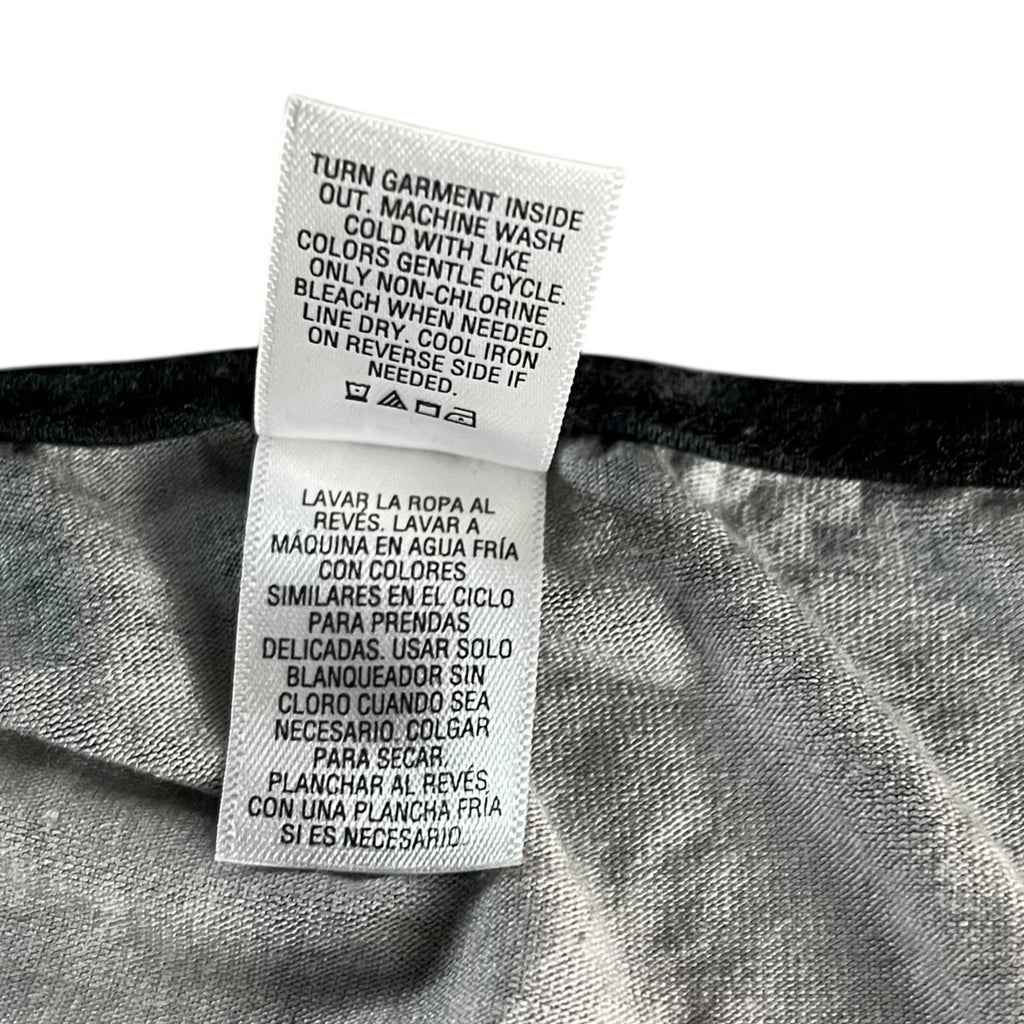 TURN GARMENT INSIDE
OUT. MACHINE WASH
COLD WITH LIKE
COLORS GENTLE CYCLE.
ONLY NON-CHLORINE
BLEACH WHEN NEEDED.
LINE DRY. COOL IRON
ON REVERSE SIDE IF
NEEDED.
LAVAR LA ROPA AL
REVÉS. LAVAR A
MÁQUINA EN AGUA FRÍA
CON COLORES
SIMILARES EN EL CICLO
PARA PRENDAS
DELICADAS. USAR SOLO
BLANQUEADOR SIN
CLORO CUANDO SEA
NECESARIO. COLGAR
PARA SECAR.
PLANCHAR AL REVÉS
CON UNA PLANCHA FRÍA
SI ES NECESARIO.